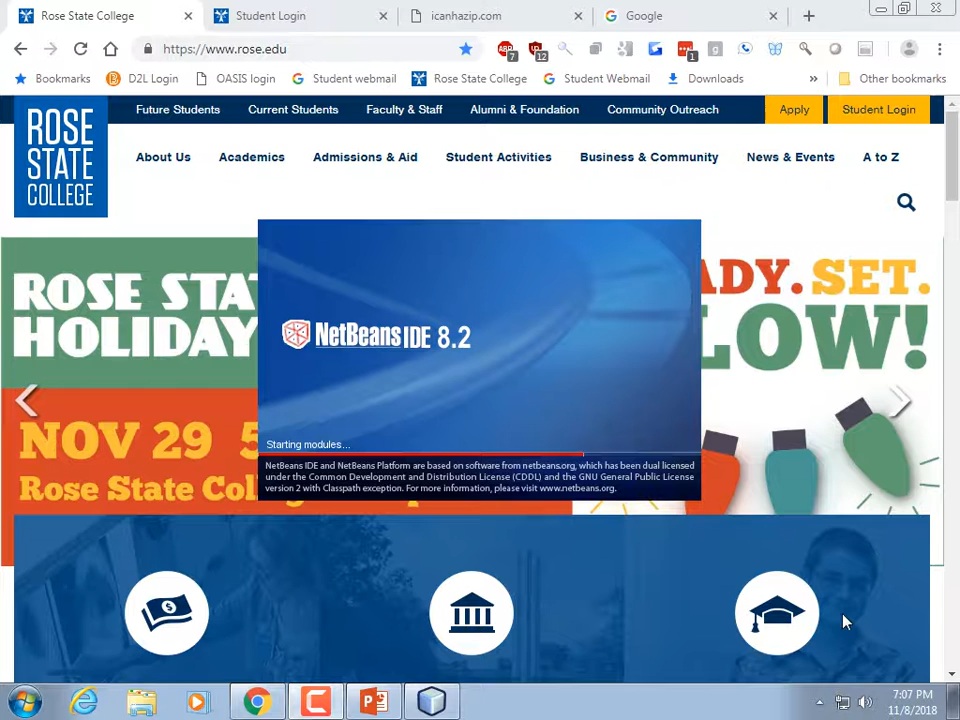 Rose State College
Student Login
icanhazip.com
Google
https://www.rose.edu
7
12
1
Bookmarks
D2L Login
OASIS login
Student webmail
Rose State College
Student Webmail
Downloads
»
Other bookmarks
Future Students
Current Students
Faculty & Staff
Alumni & Foundation
Community Outreach
Apply
Student Login
ROSE
STATE
COLLEGE
About Us
Academics
Admissions & Aid
Student Activities
Business & Community
News & Events
A to Z
ROSE STA
HOLIDAY
NOV 29 5
Rose State Col
ADY. SET.
LOW!
NetBeans IDE 8.2
Starting modules...
NetBeans IDE and NetBeans Platform are based on software from netbeans.org, which has been dual licensed
under the Common Development and Distribution License (CDDL) and the GNU General Public License
version 2 with Classpath exception. For more information, please visit www.netbeans.org.
7:07 PM
11/8/2018